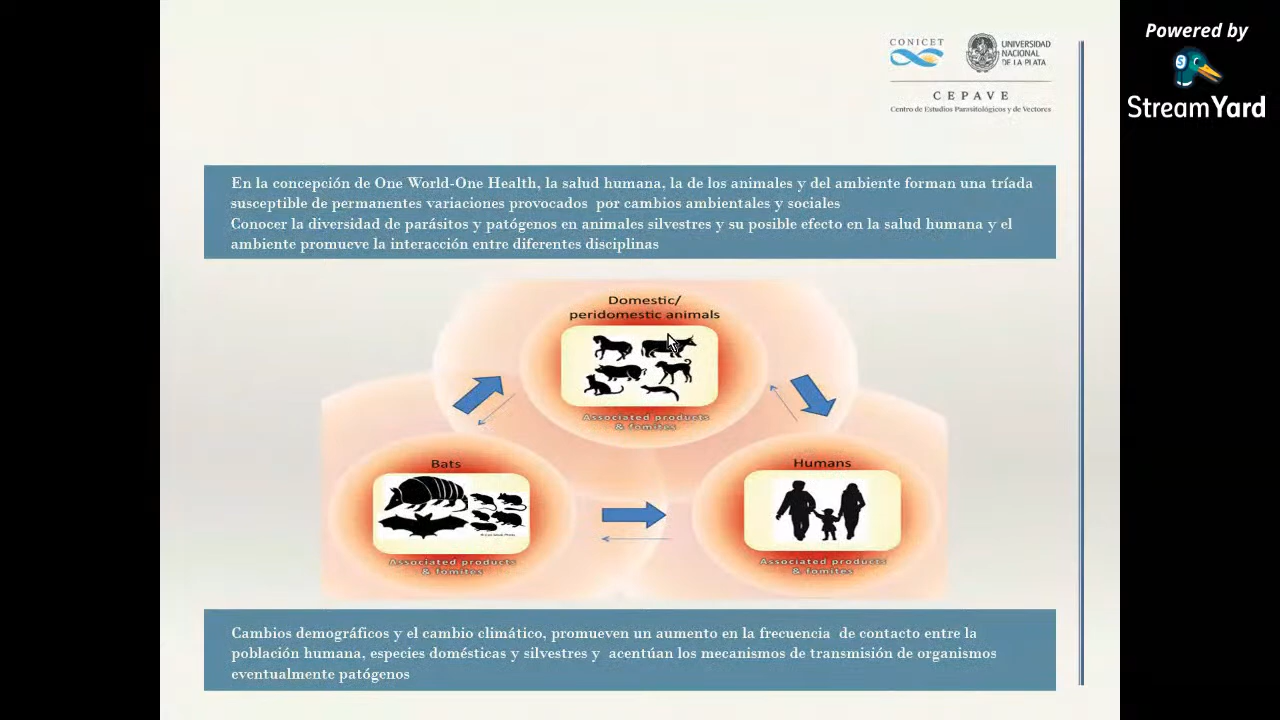 Powered by
StreamYard
CONICET
UNIVERSIDAD
NACIONAL
DE LA PLATA
CEPAVE
Centro de Estudios Parasitológicos y de Vectores
En la concepción de One World-One Health, la salud humana, la de los animales y del ambiente forman una tríada
susceptible de permanentes variaciones provocados por cambios ambientales y sociales
Conocer la diversidad de parásitos y patógenos en animales silvestres y su posible efecto en la salud humana y el
ambiente promueve la interacción entre diferentes disciplinas
Domestic/
peridomestic animals
Associated products
& fomites
Bats
Associated products
& fomites
Humans
Associated products
& fomites
Cambios demográficos y el cambio climático, promueven un aumento en la frecuencia de contacto entre la
población humana, especies domésticas y silvestres y acentúan los mecanismos de transmisión de organismos
eventualmente patógenos